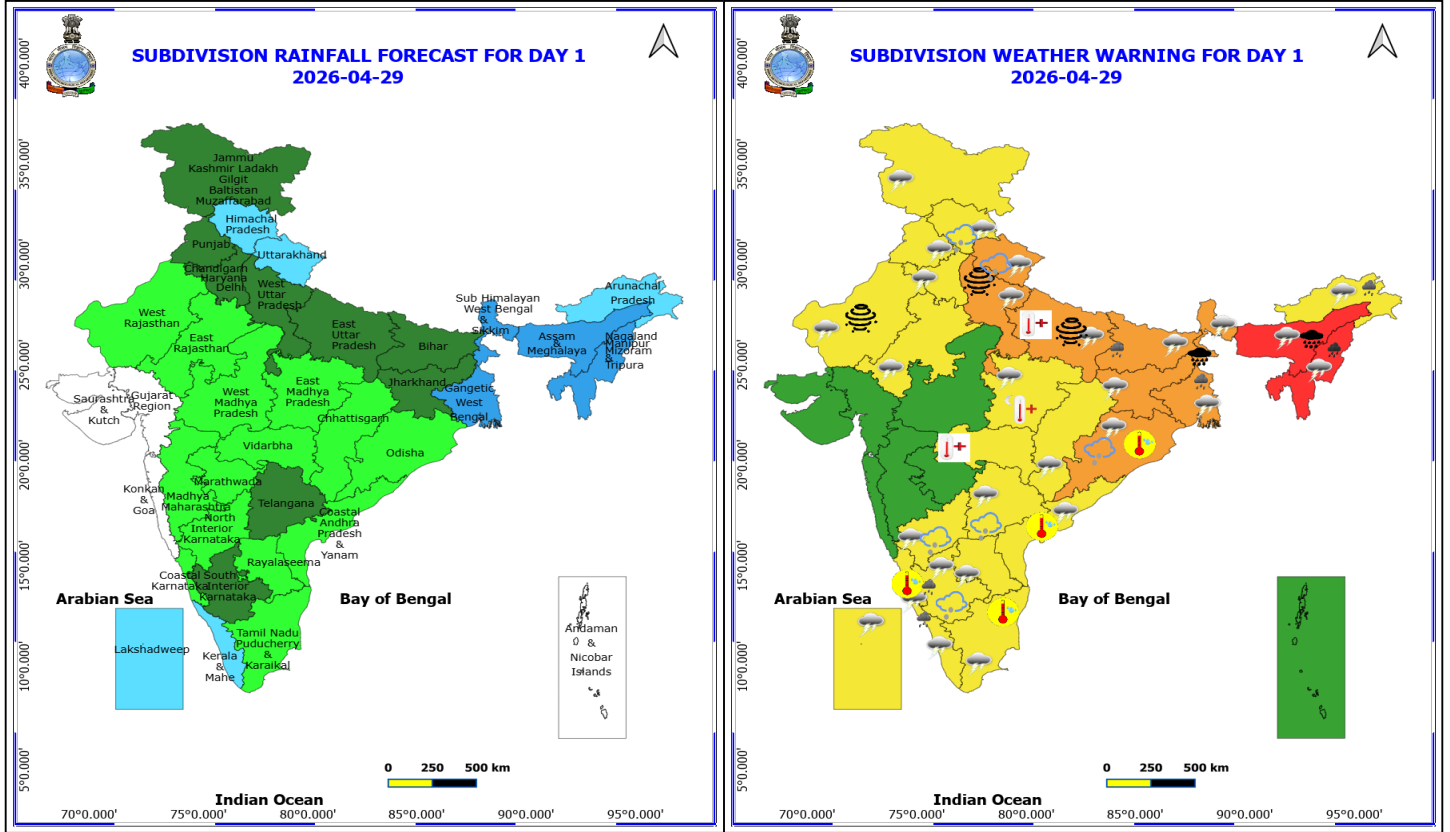 SUBDIVISION RAINFALL FORECAST FOR DAY 1
2026-04-29
40°0.000'
35°0.000'
30°0.000'
25°0.000'
20°0.000'
15°0.000'
10°0.000'
5°0.000'
Jammu
Kashmir Ladakh
Gilgit
Baltistan
Muzaffarabad
Himachal
Pradesh
Punjab
Uttarakhand
Chandigarh
Haryana
Delhi
West
Uttar
Pradesh
West
Rajasthan
East
Rajasthan
East
Uttar
Pradesh
Bihar
Sub Himalayan
West Bengal
&
Sikkim
Arunachal
Pradesh
Assam
&
Meghalaya
Nagaland
Manipur
Mizoram
&
Tripura
Jharkhand
Gangetic
West
Bengal
Saurashtra
&
Kutch
Gujarat
Region
West
Madhya
Pradesh
East
Madhya
Pradesh
Chhattisgarh
Vidarbha
Odisha
Konkan
&
Goa
Marathwada
Madhya
Maharashtra
Telangana
North
Interior
Karnataka
Coastal
Andhra
Pradesh
&
Yanam
Rayalaseema
Coastal
Karnataka
South
Interior
Karnataka
Arabian Sea
Bay of Bengal
Lakshadweep
Kerala
&
Mahe
Tamil Nadu
Puducherry
&
Karaikal
Andaman
&
Nicobar
Islands
0 250 500 km
Indian Ocean
70°0.000' 75°0.000' 80°0.000' 85°0.000' 90°0.000' 95°0.000'
SUBDIVISION WEATHER WARNING FOR DAY 1
2026-04-29
40°0.000'
35°0.000'
30°0.000'
25°0.000'
20°0.000'
15°0.000'
10°0.000'
5°0.000'
Arabian Sea
Bay of Bengal
0 250 500 km
Indian Ocean
70°0.000' 75°0.000' 80°0.000' 85°0.000' 90°0.000' 95°0.000'